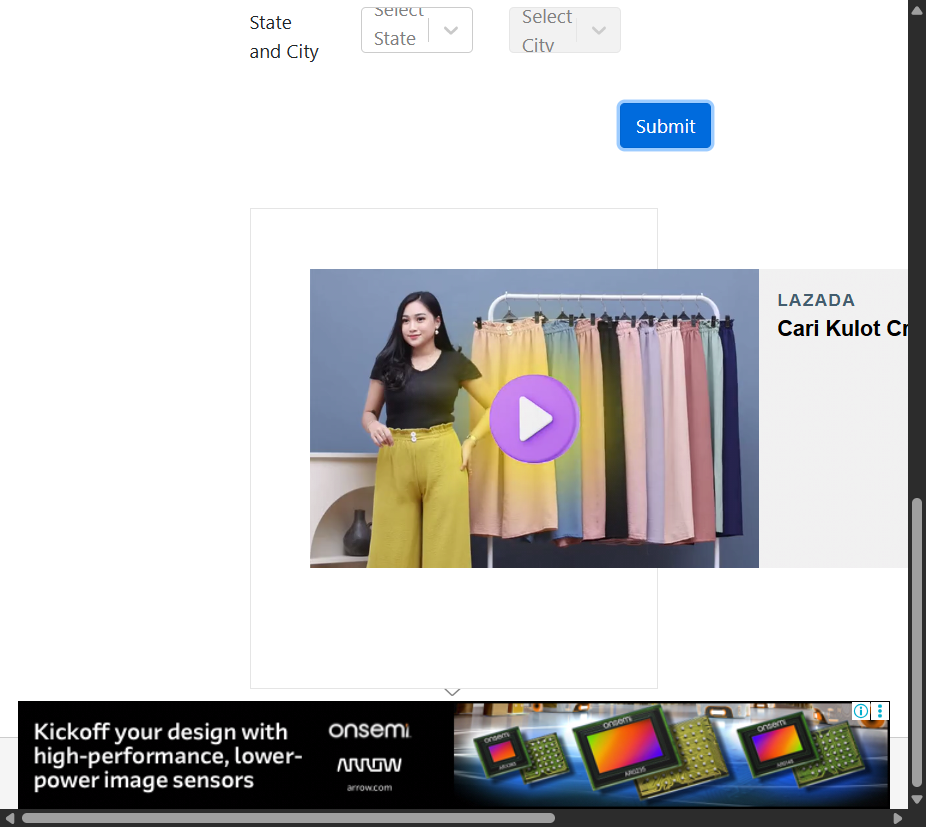 State
and City
Select
State
Select
City
Submit
LAZADA
Cari Kulot Cr
Kickoff your design with
high-performance, lower-
power image sensors
onsemi
ARROW
arrow.com
onsemi
onsemi
onsemi
AR0235